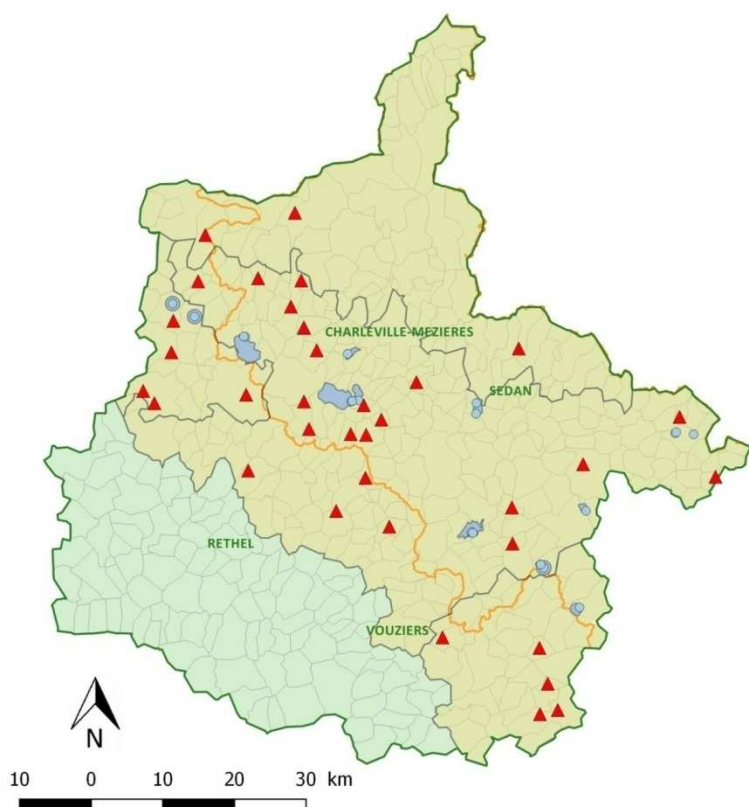 CHARLEVILLE-MEZIERES
SEDAN
RETHEL
VOUZIERS
N
10 0 10 20 30 km